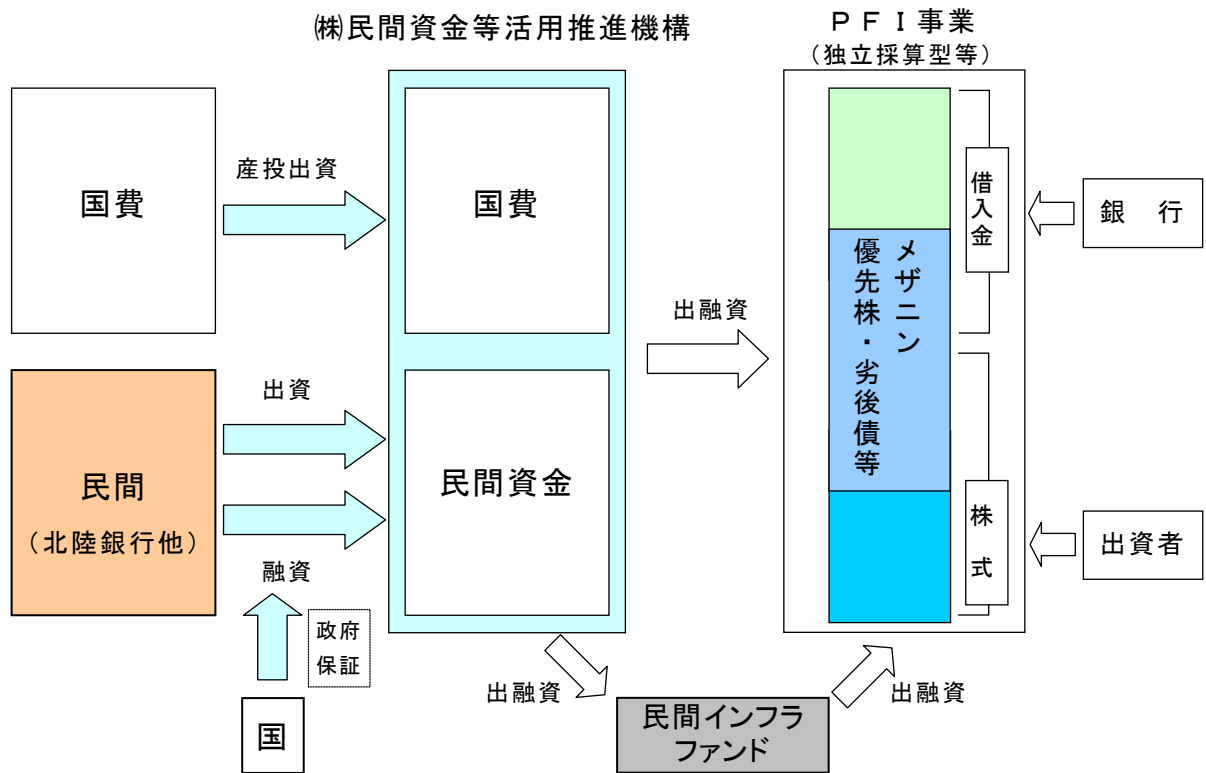 ㈱民間資金等活用推進機構
ＰＦＩ事業
（独立採算型等）
国費
産投出資
国費
民間
（北陸銀行他）
出資
融資
民間資金
政府
保証
国
出融資
出融資
民間インフラ
ファンド
出融資
メザニン
優先株・劣後債等
借入金
株式
銀　行
出資者